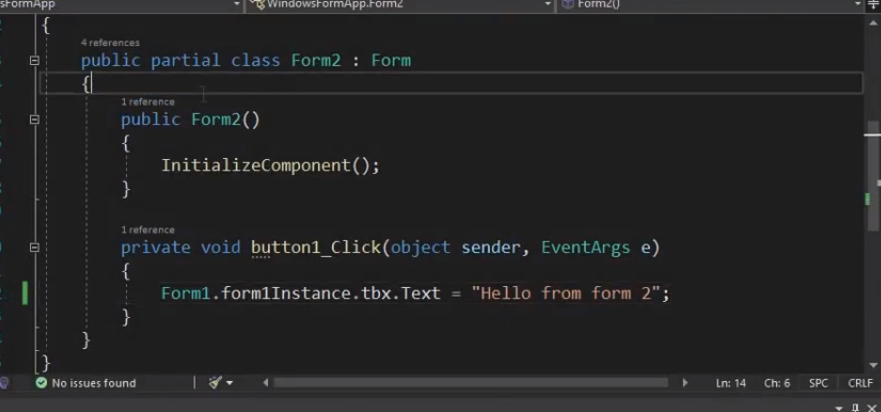 WindowsFormApp.Form2
Form2()
{
4 references
public partial class Form2 : Form
{
1 reference
public Form2()
{
InitializeComponent();
}
1 reference
private void button1_Click(object sender, EventArgs e)
{
Form1.form1Instance.tbx.Text = "Hello from form 2";
}
}
}
No issues found
Ln: 14
Ch: 6
SPC
CRLF